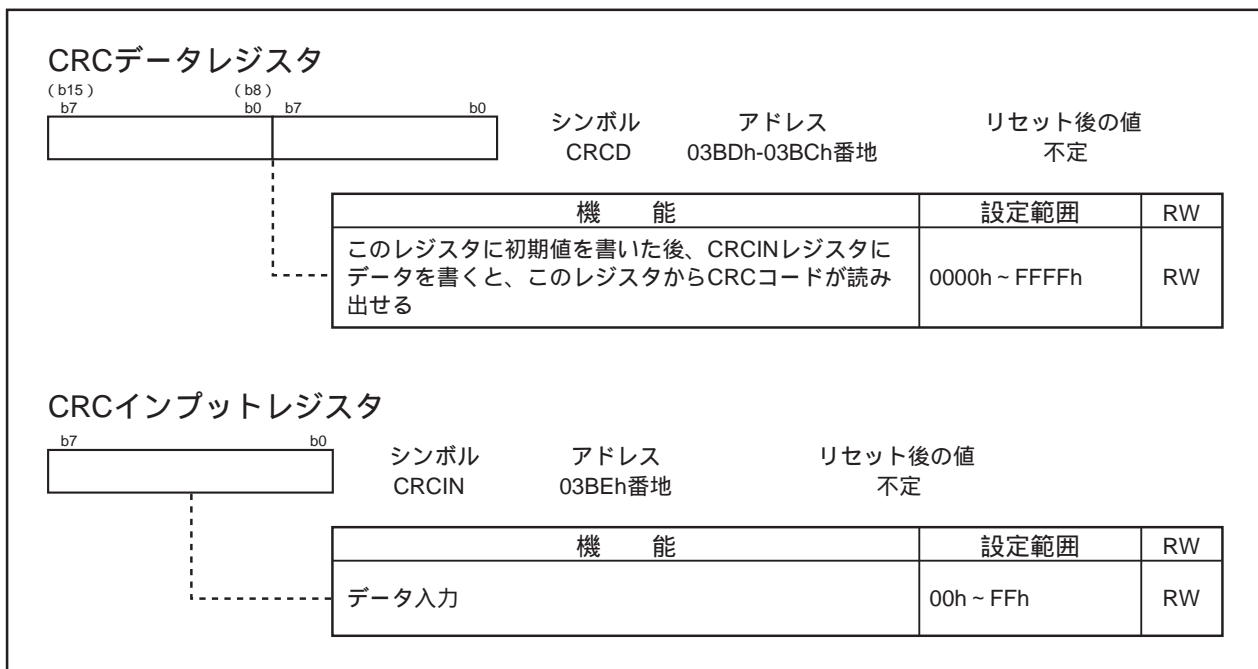 CRCデータレジスタ
(b15) (b8)
b7 b0 b7 b0
シンボル アドレス リセット後の値
CRCD 03BDh-03BCh番地 不定
機 能 設定範囲 RW
このレジスタに初期値を書いた後、CRCINレジスタに
データを書くと、このレジスタからCRCコードが読み
出せる
0000h~FFFFh RW
CRCインプットレジスタ
b7 b0
シンボル アドレス リセット後の値
CRCIN 03BEh番地 不定
機 能 設定範囲 RW
データ入力 00h~FFh RW